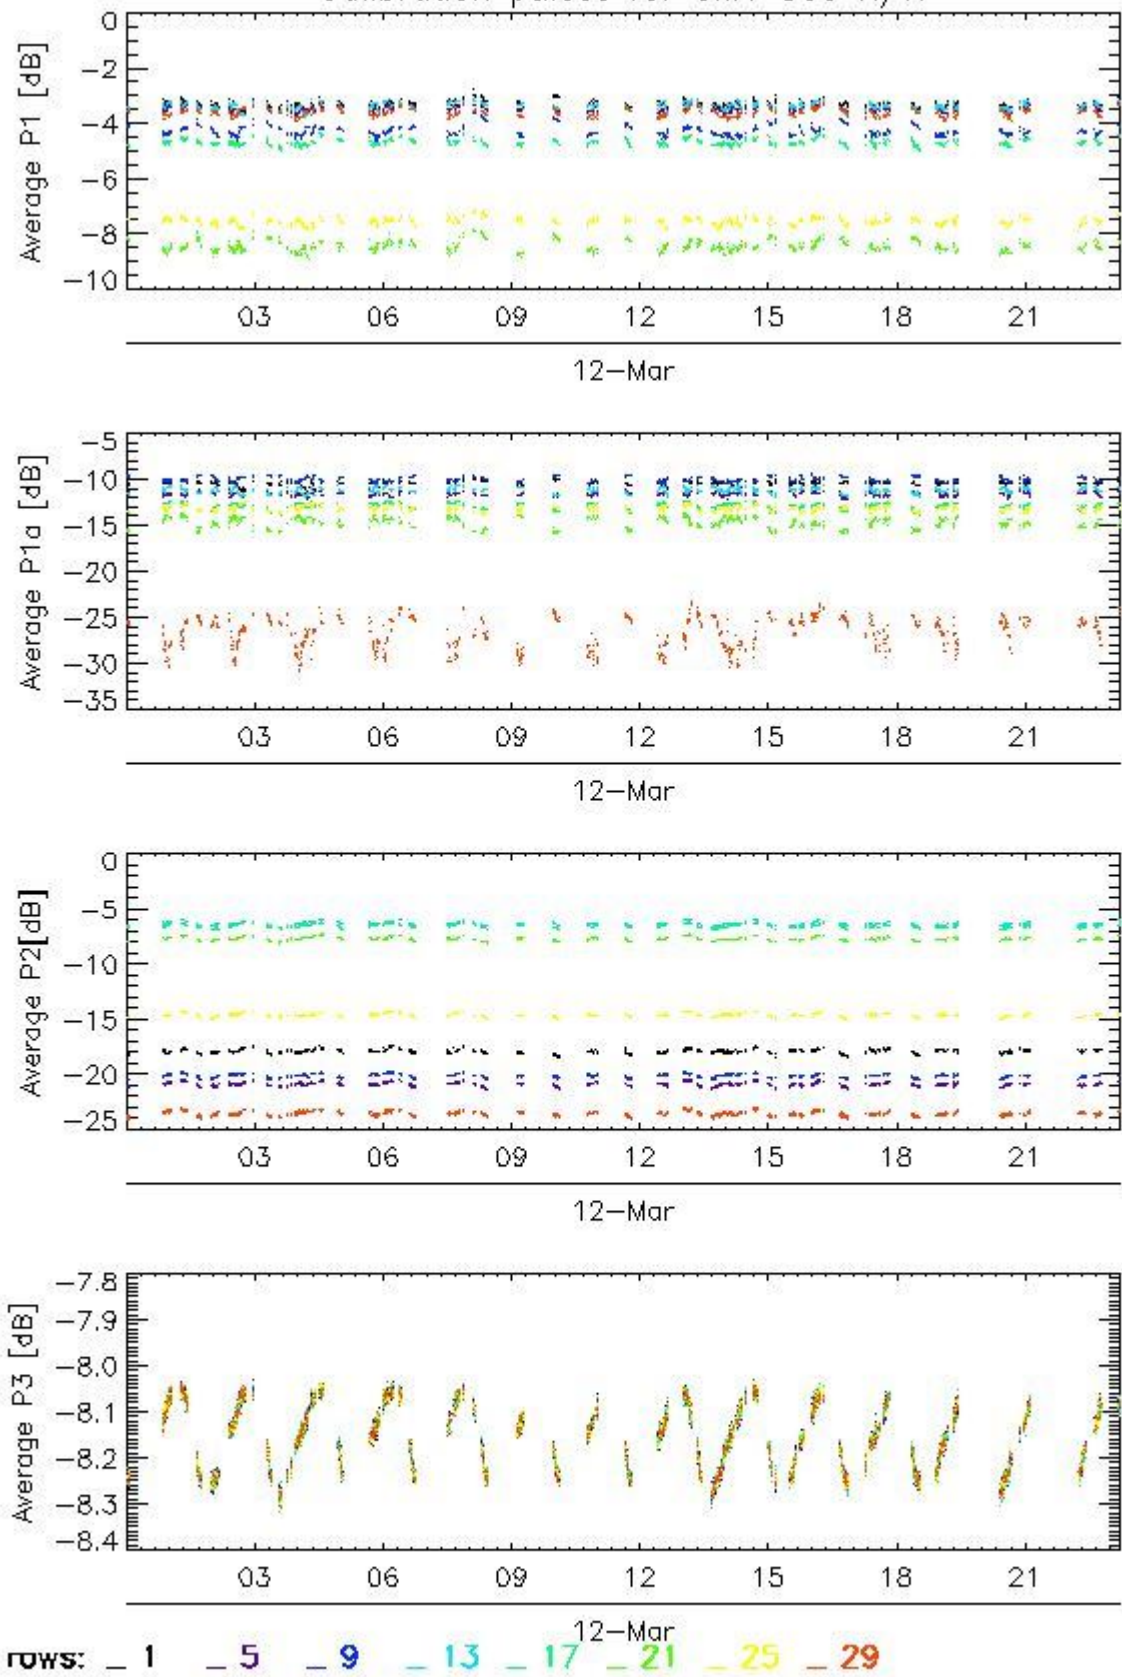 0
−2
−4
−6
−8
−10
Average P1 [dB]
03 06 09 12 15 18 21
12−Mar
−5
−10
−15
−20
−25
−30
−35
Average P1a [dB]
03 06 09 12 15 18 21
12−Mar
0
−5
−10
−15
−20
−25
Average P2[dB]
03 06 09 12 15 18 21
12−Mar
−7.8
−7.9
−8.0
−8.1
−8.2
−8.3
−8.4
Average P3 [dB]
03 06 09 12 15 18 21
12−Mar
rows: _ 1 _ 5 _ 9 _ 13 _ 17 _ 21 _ 25 _ 29